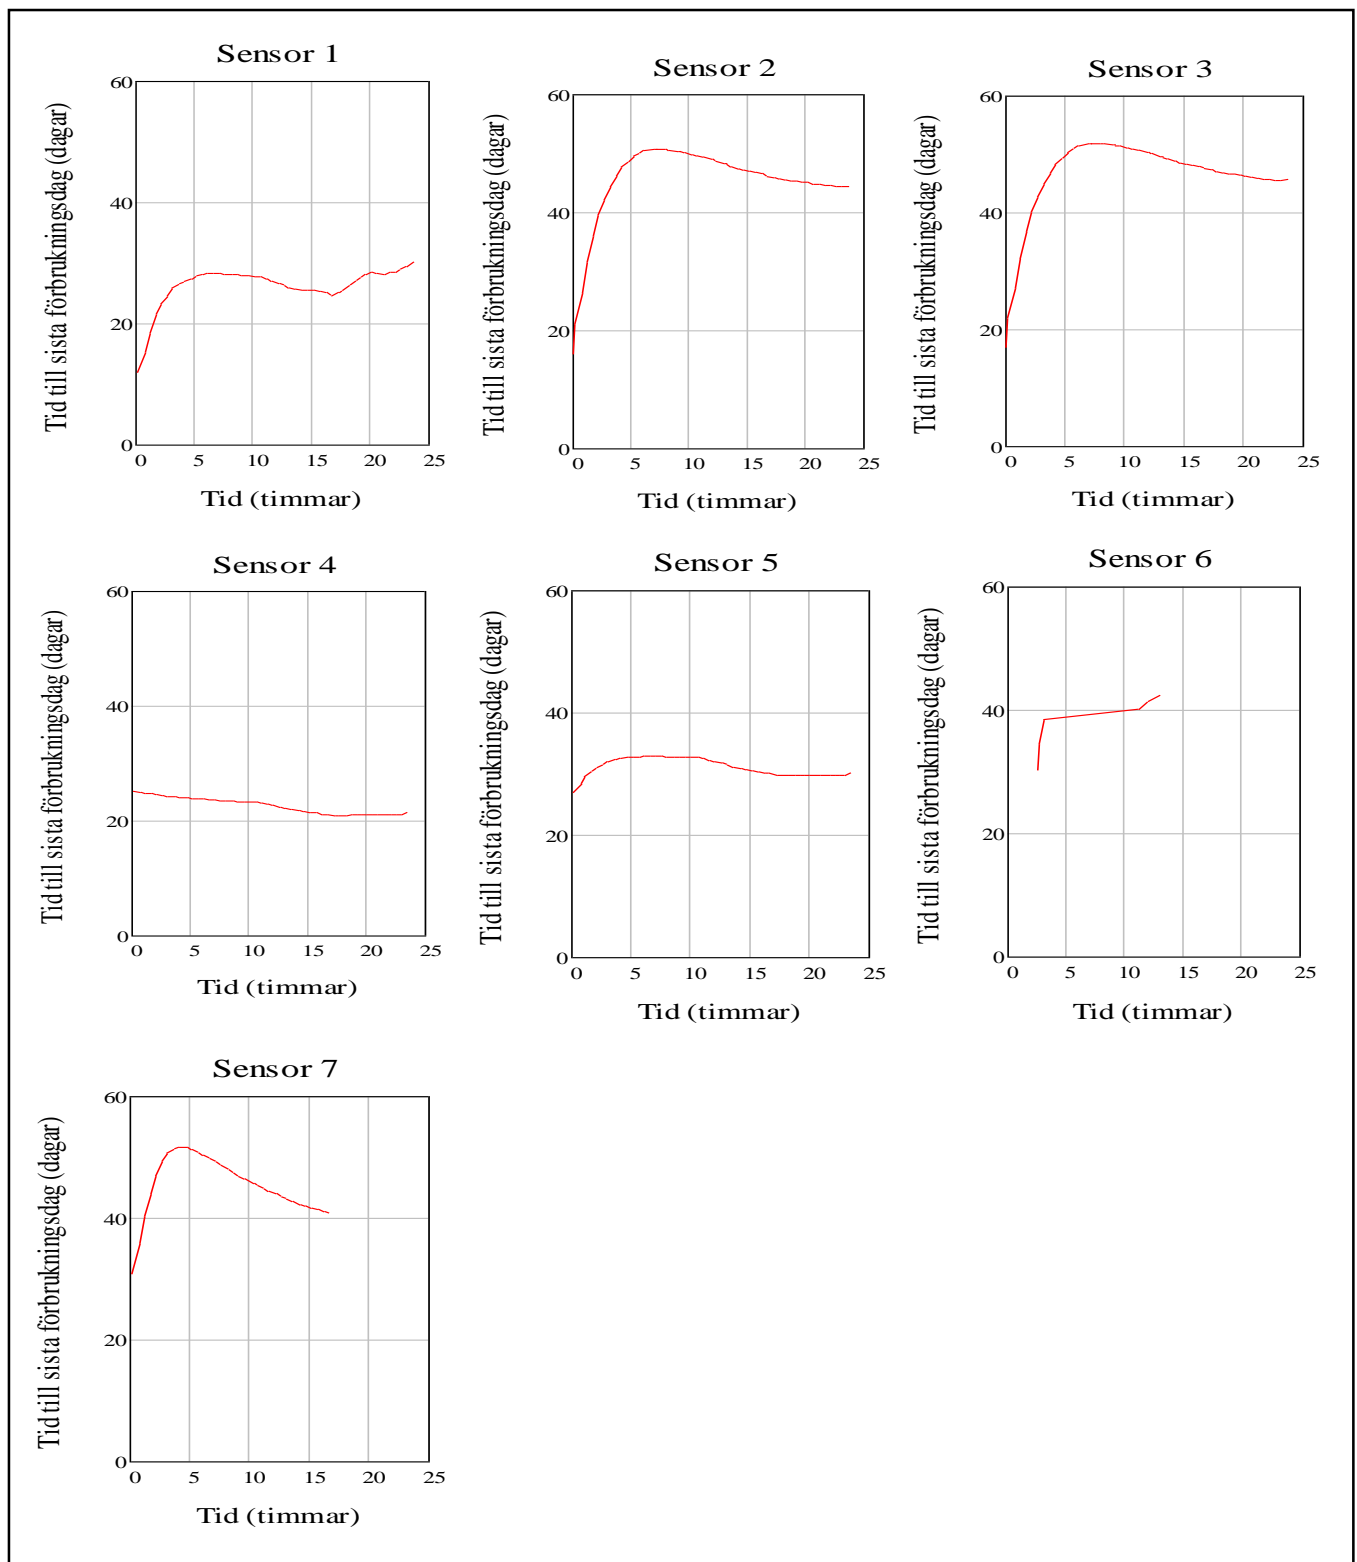 Sensor 1
Tid till sista förbrukningsdag (dagar)
60
40
20
0
0 5 10 15 20 25
Tid (timmar)
Sensor 2
Tid till sista förbrukningsdag (dagar)
60
40
20
0
0 5 10 15 20 25
Tid (timmar)
Sensor 3
Tid till sista förbrukningsdag (dagar)
60
40
20
0
0 5 10 15 20 25
Tid (timmar)
Sensor 4
Tid till sista förbrukningsdag (dagar)
60
40
20
0
0 5 10 15 20 25
Tid (timmar)
Sensor 5
Tid till sista förbrukningsdag (dagar)
60
40
20
0
0 5 10 15 20 25
Tid (timmar)
Sensor 6
Tid till sista förbrukningsdag (dagar)
60
40
20
0
0 5 10 15 20 25
Tid (timmar)
Sensor 7
Tid till sista förbrukningsdag (dagar)
60
40
20
0
0 5 10 15 20 25
Tid (timmar)